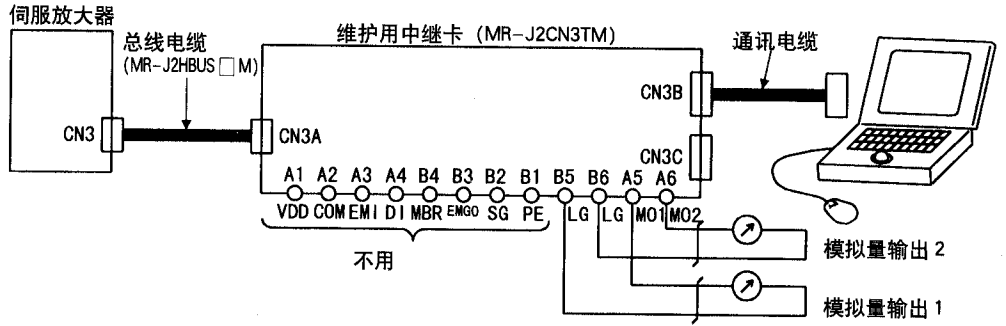 伺服放大器
总线电缆
(MR-J2HBUS□M)
维护用中继卡 (MR-J2CN3TM)
通讯电缆
CN3
CN3A
CN3B
CN3C
A1 A2 A3 A4 B4 B3 B2 B1 B5 B6 A5 A6
VDD COM EMI DI MBR EMGO SG PE LG LG MO1 MO2
不用
模拟量输出 2
模拟量输出 1